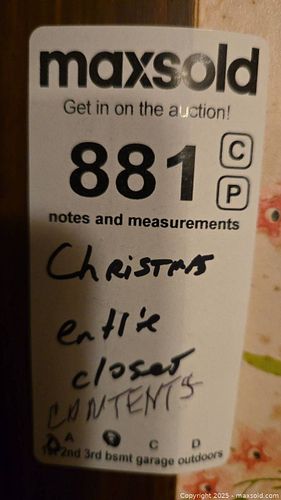 maxsold
Get in on the auction!
881 C
P
notes and measurements
Christmas
entire
closet
CONTENTS
A C D
2nd 3rd bsmt garage outdoors
Copyright © 2025 - maxsold.com